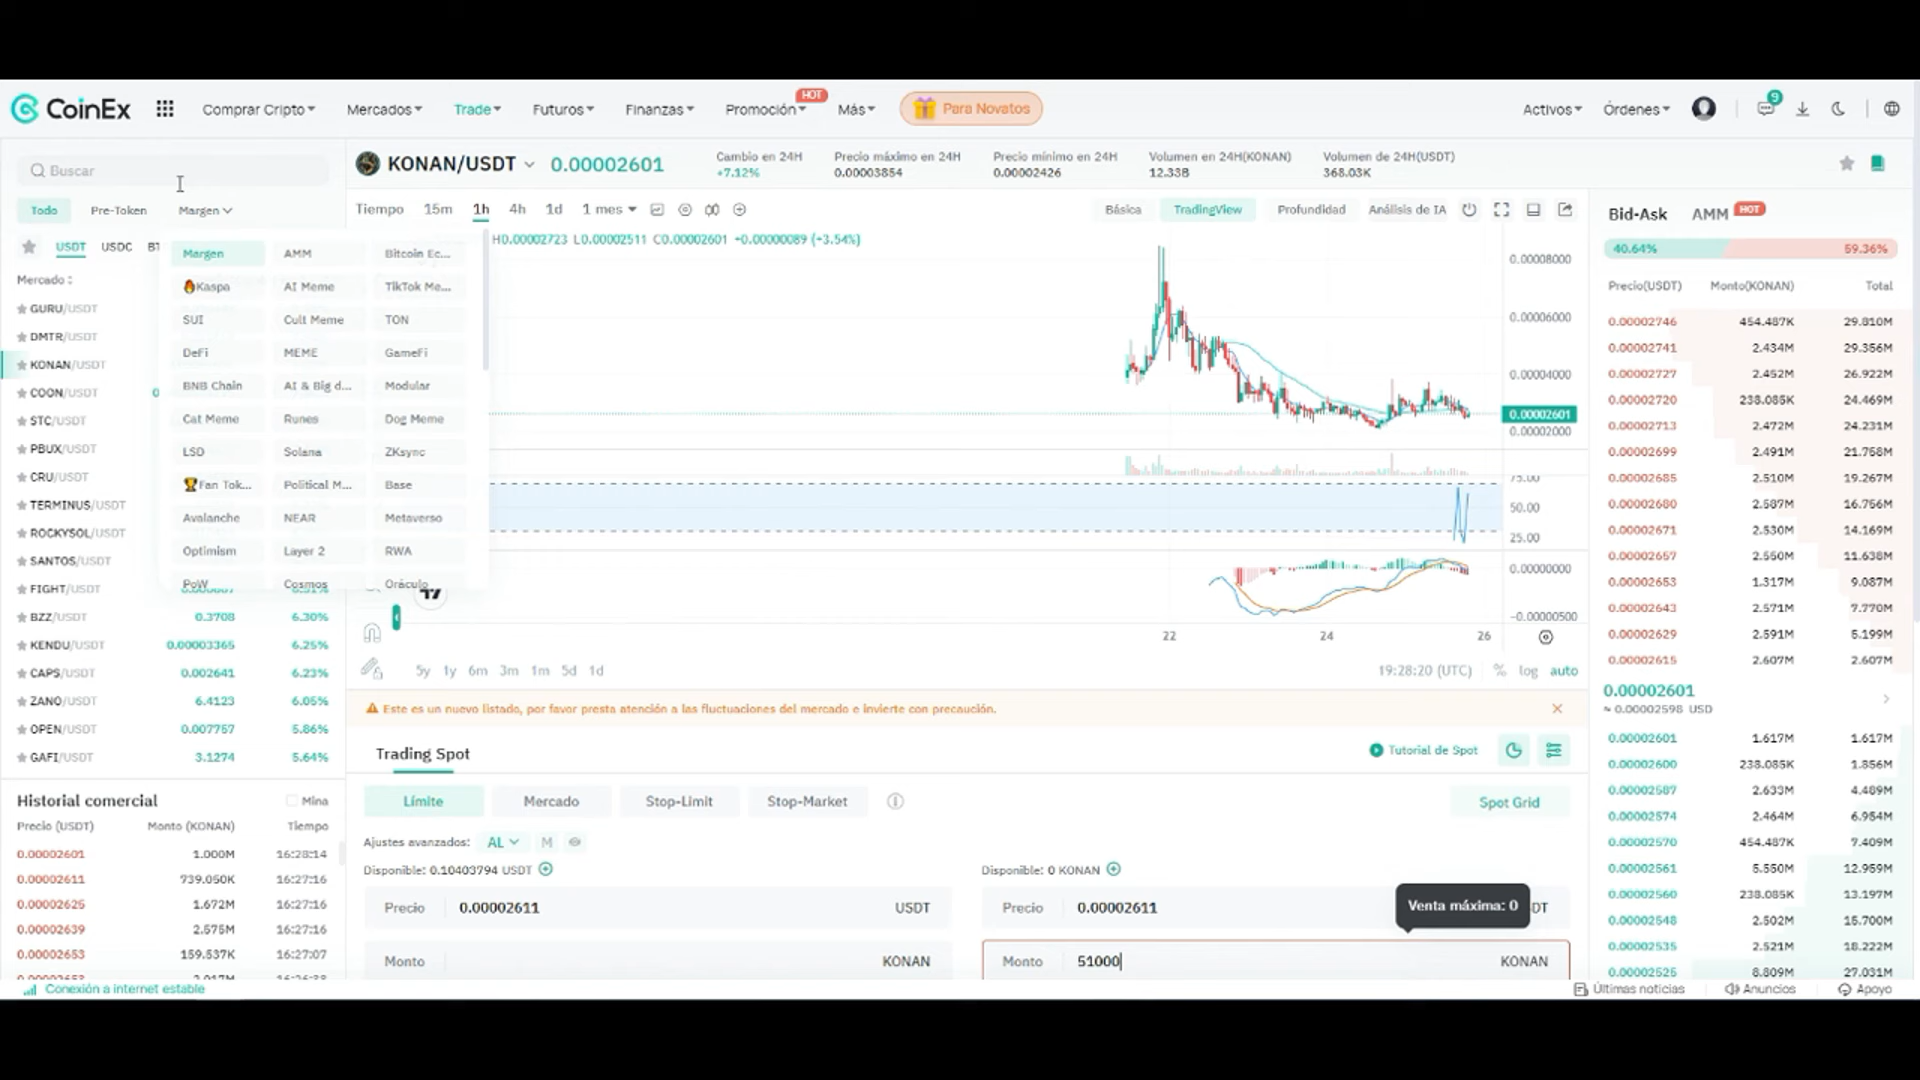 CoinEx
Comprar Cripto
Mercados
Trade
Futuros
Finanzas
Promoción
HOT
Más
Para Novatos
Activos
Órdenes
9
Buscar
Todo
Pre-Token
Margen
USDT
USDC
BT
Mercado
GURU/USDT
DMTR/USDT
KONAN/USDT
COON/USDT 0
STC/USDT
PBUX/USDT
CRU/USDT
TERMINUS/USDT
ROCKYSOL/USDT
SANTOS/USDT
FIGHT/USDT
BZZ/USDT 0.3708 6.30%
KENDU/USDT 0.00003365 6.25%
CAPS/USDT 0.002641 6.23%
ZANO/USDT 6.4123 6.05%
OPEN/USDT 0.007757 5.86%
GAFI/USDT 3.1274 5.64%
Margen AMM Bitcoin Ec...
Kaspa AI Meme TikTok Me...
SUI Cult Meme TON
DeFi MEME GameFi
BNB Chain AI & Big d... Modular
Cat Meme Runes Dog Meme
LSD Solana ZKsync
Fan Tok... Political M... Base
Avalanche NEAR Metaverso
Optimism Layer 2 RWA
PoW Cosmos Oráculo
Historial comercial
Mina
Precio (USDT) Monto (KONAN) Tiempo
0.00002601 1.000M 16:28:14
0.00002611 739.050K 16:27:16
0.00002625 1.672M 16:27:16
0.00002639 2.575M 16:27:16
0.00002653 159.537K 16:27:07
Conexión a internet estable
KONAN/USDT
0.00002601
Cambio en 24H
+7.12%
Precio máximo en 24H
0.00003854
Precio mínimo en 24H
0.00002426
Volumen en 24H(KONAN)
12.33B
Volumen de 24H(USDT)
368.03K
Tiempo 15m 1h 4h 1d 1 mes
Básica
TradingView
Profundidad
Análisis de IA
H0.00002723 L0.00002511 C0.00002601 +0.00000089 (+3.54%)
0.00008000
0.00006000
0.00004000
0.00002601
0.00002000
75.00
50.00
25.00
0.00000000
-0.00000500
22 24 26
5y 1y 6m 3m 1m 5d 1d
19:28:20 (UTC) % log auto
Este es un nuevo listado, por favor presta atención a las fluctuaciones del mercado e invierte con precaución.
Trading Spot
Tutorial de Spot
Límite
Mercado
Stop-Limit
Stop-Market
Spot Grid
Ajustes avanzados: AL M
Disponible: 0.10403794 USDT
Precio 0.00002611 USDT
Monto KONAN
Disponible: 0 KONAN
Precio 0.00002611 DT
Venta máxima: 0
Monto 51000 KONAN
Bid-Ask
AMM HOT
40.64% 59.36%
Precio(USDT) Monto(KONAN) Total
0.00002746 454.487K 29.810M
0.00002741 2.434M 29.356M
0.00002727 2.452M 26.922M
0.00002720 238.085K 24.469M
0.00002713 2.472M 24.231M
0.00002699 2.491M 21.758M
0.00002685 2.510M 19.267M
0.00002680 2.587M 16.756M
0.00002671 2.530M 14.169M
0.00002657 2.550M 11.638M
0.00002653 1.317M 9.087M
0.00002643 2.571M 7.770M
0.00002629 2.591M 5.199M
0.00002615 2.607M 2.607M
0.00002601
≈ 0.00002598 USD
0.00002601 1.617M 1.617M
0.00002600 238.085K 1.856M
0.00002587 2.633M 4.489M
0.00002574 2.464M 6.954M
0.00002570 454.487K 7.409M
0.00002561 5.550M 12.959M
0.00002560 238.085K 13.197M
0.00002548 2.502M 15.700M
0.00002535 2.521M 18.222M
0.00002525 8.809M 27.031M
Últimas noticias
Anuncios
Apoyo